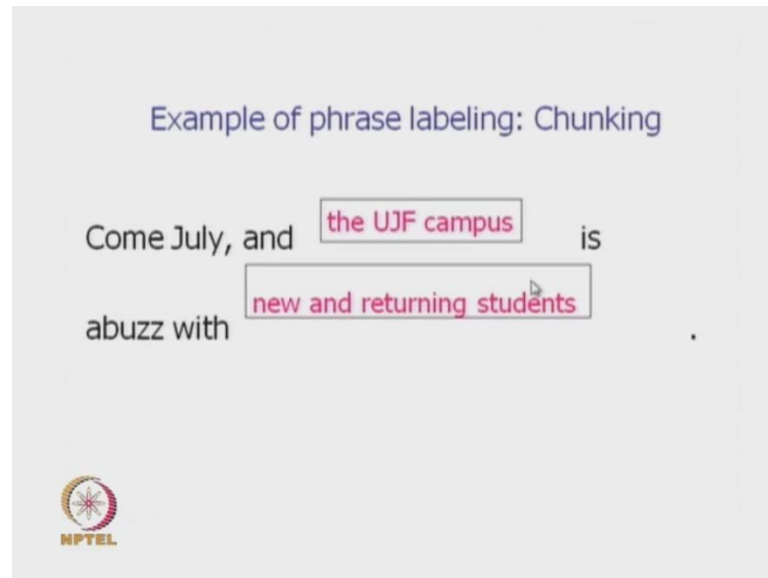 Example of phrase labeling: Chunking
Come July, and the UJF campus is
abuzz with new and returning students .
NPTEL